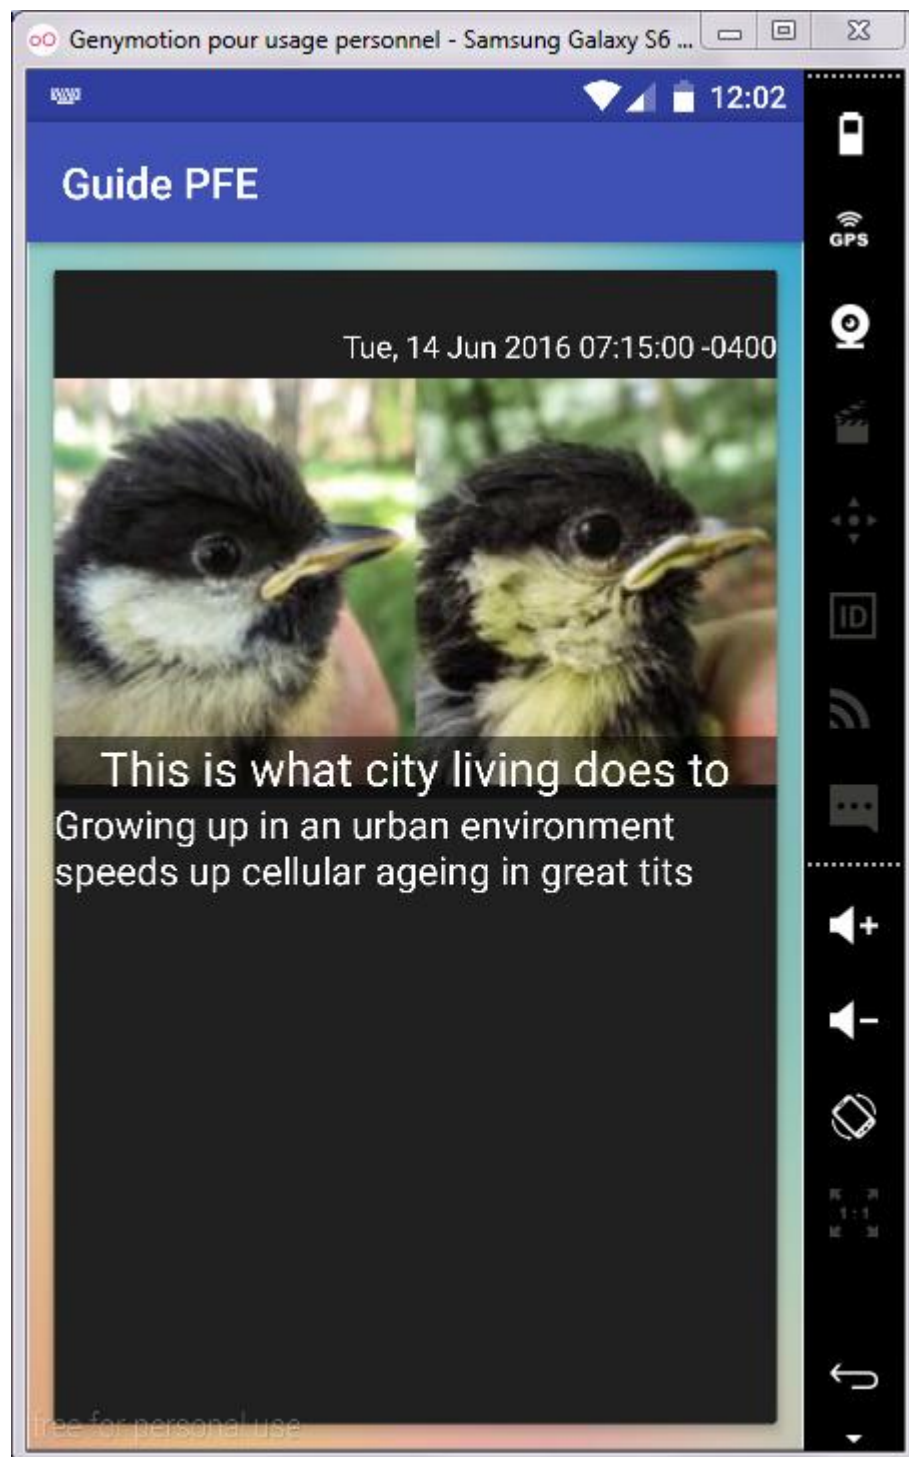 Genymotion pour usage personnel - Samsung Galaxy S6 ...
12:02
GPS
Guide PFE
Tue, 14 Jun 2016 07:15:00 -0400
ID
This is what city living does to
Growing up in an urban environment
speeds up cellular ageing in great tits
1:1
free for personal use